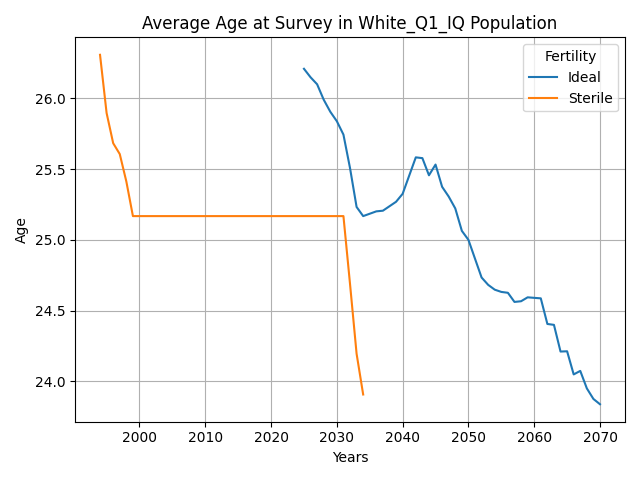 Average Age at Survey in White_Q1_IQ Population
Fertility
Ideal
Sterile
Age
26.0
25.5
25.0
24.5
24.0
2000 2010 2020 2030 2040 2050 2060 2070
Years